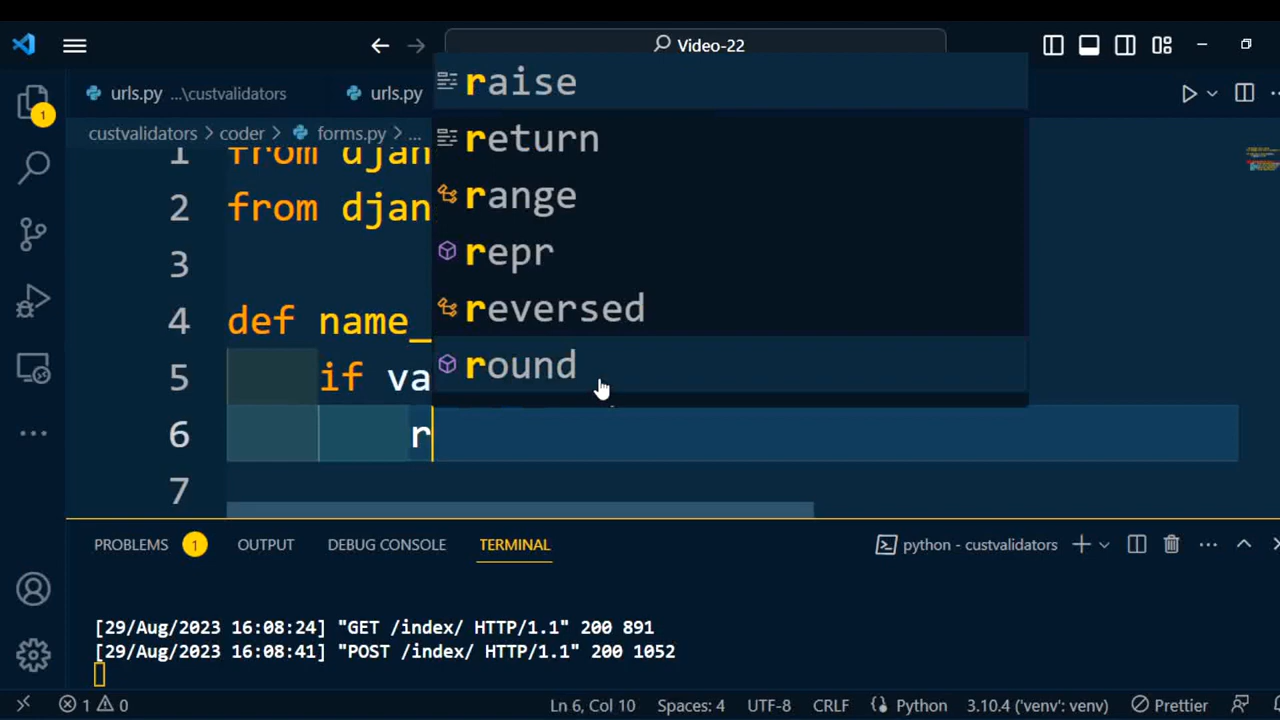 Video-22
urls.py ...\custvalidators
urls.py
custvalidators > coder > forms.py > ...
1 from djan
2 from djan
3
4 def name_
5 if va
6 r
7
raise
return
range
repr
reversed
round
PROBLEMS 1 OUTPUT DEBUG CONSOLE TERMINAL
python - custvalidators
[29/Aug/2023 16:08:24] "GET /index/ HTTP/1.1" 200 891
[29/Aug/2023 16:08:41] "POST /index/ HTTP/1.1" 200 1052
1 0 Ln 6, Col 10 Spaces: 4 UTF-8 CRLF Python 3.10.4 ('venv': venv) Prettier
1